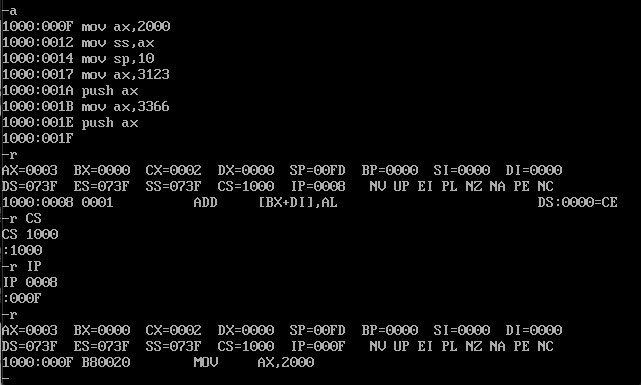 -a
1000:000F mov ax,2000
1000:0012 mov ss,ax
1000:0014 mov sp,10
1000:0017 mov ax,3123
1000:001A push ax
1000:001B mov ax,3366
1000:001E push ax
1000:001F
-r
AX=0003 BX=0000 CX=0002 DX=0000 SP=00FD BP=0000 SI=0000 DI=0000
DS=073F ES=073F SS=073F CS=1000 IP=0008 NV UP EI PL NZ NA PE NC
1000:0008 0001 ADD [BX+DI],AL DS:0000=CE
-r CS
CS 1000
:1000
-r IP
IP 0008
:000F
-r
AX=0003 BX=0000 CX=0002 DX=0000 SP=00FD BP=0000 SI=0000 DI=0000
DS=073F ES=073F SS=073F CS=1000 IP=000F NV UP EI PL NZ NA PE NC
1000:000F B80020 MOV AX,2000
-